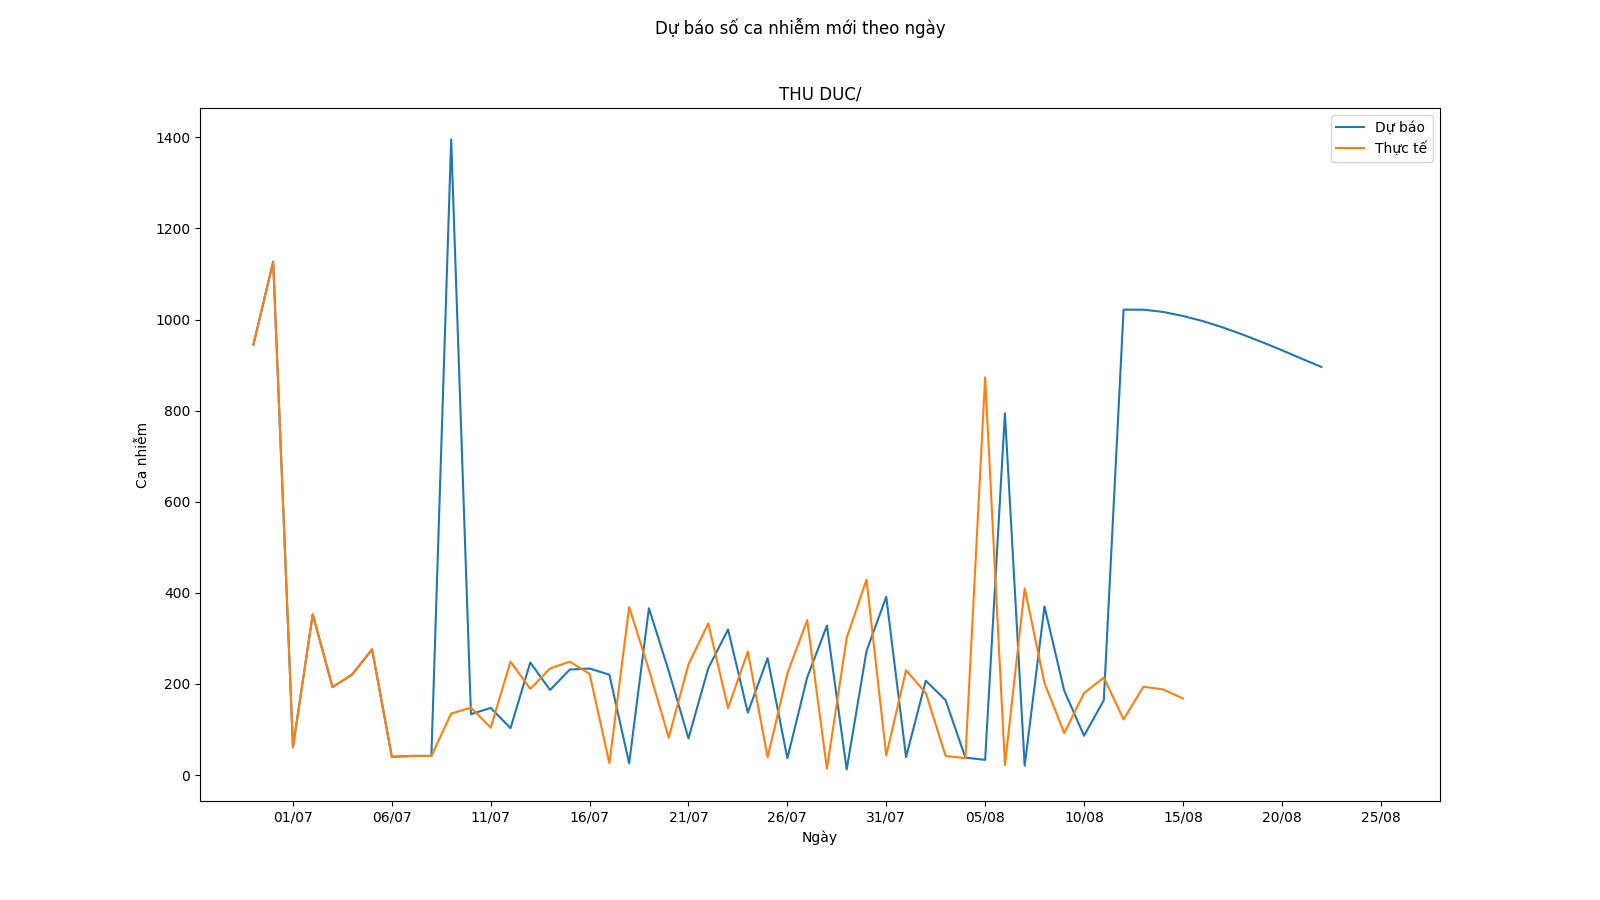 Dự báo số ca nhiễm mới theo ngày
THU DUC/
Dự báo
Thực tế
1400
1200
1000
800
600
400
200
0
Ca nhiễm
01/07 06/07 11/07 16/07 21/07 26/07 31/07 05/08 10/08 15/08 20/08 25/08
Ngày